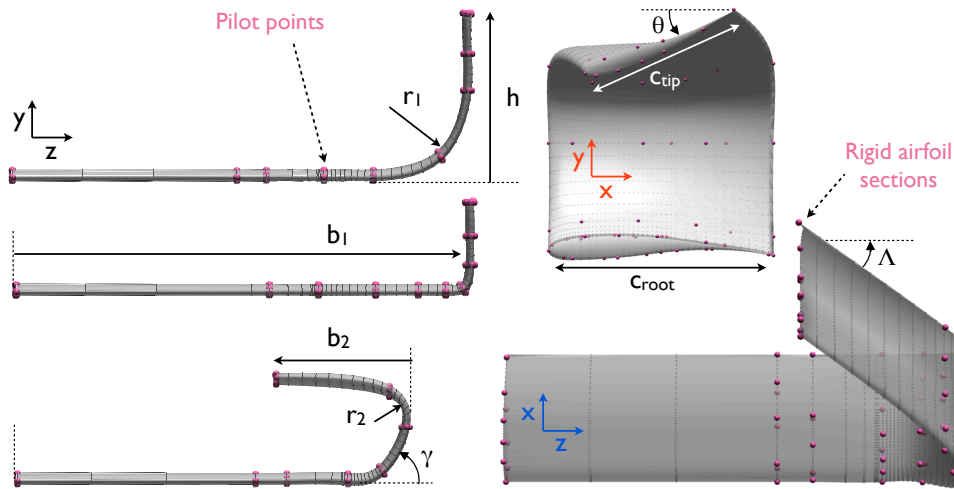 Pilot points
r1
h
y
z
b1
b2
r2
γ
θ
ctip
y
x
croot
Rigid airfoil
sections
Λ
x
z